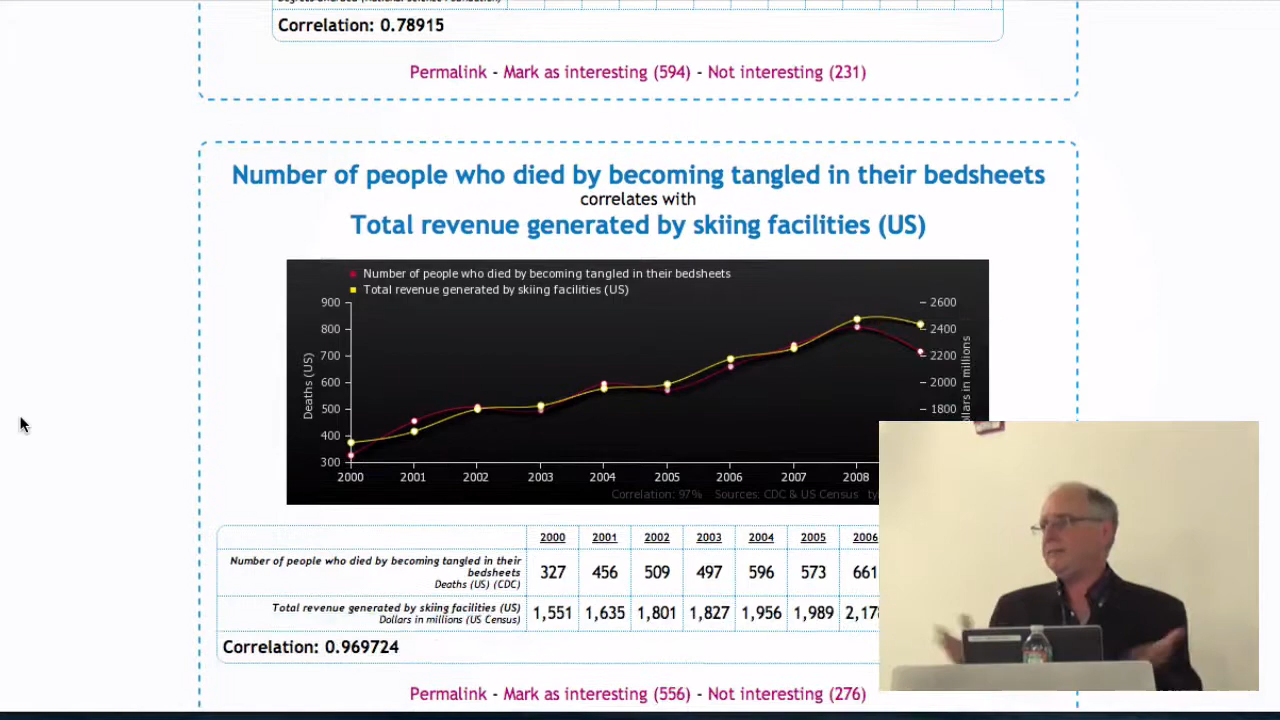 Degrees awarded (National Science Foundation)
Correlation: 0.78915
Permalink - Mark as interesting (594) - Not interesting (231)
Number of people who died by becoming tangled in their bedsheets
correlates with
Total revenue generated by skiing facilities (US)
Number of people who died by becoming tangled in their bedsheets
Total revenue generated by skiing facilities (US)
900
800
700
600
500
400
300
Deaths (US)
2600
2400
2200
2000
1800
in millions
2000 2001 2002 2003 2004 2005 2006 2007 2008
Correlation: 97% Sources: CDC & US Census
2000 2001 2002 2003 2004 2005 2006
Number of people who died by becoming tangled in their
bedsheets
Deaths (US) (CDC)
327 456 509 497 596 573 661
Total revenue generated by skiing facilities (US)
Dollars in millions (US Census)
1,551 1,635 1,801 1,827 1,956 1,989 2,17
Correlation: 0.969724
Permalink - Mark as interesting (556) - Not interesting (276)